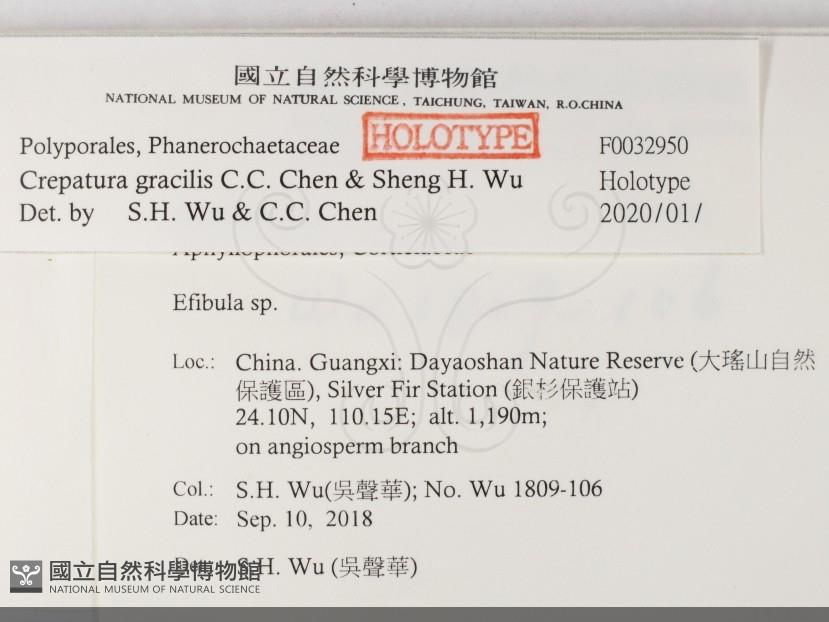 國立自然科學博物館
NATIONAL MUSEUM OF NATURAL SCIENCE, TAICHUNG, TAIWAN, R.O.CHINA
Polyporales, Phanerochaetaceae HOLOTYPE F0032950
Crepatura gracilis C.C. Chen & Sheng H. Wu Holotype
Det. by S.H. Wu & C.C. Chen 2020/01/
Efibula sp.
Loc.: China. Guangxi: Dayaoshan Nature Reserve (大瑤山自然
保護區), Silver Fir Station (銀杉保護站)
24.10N, 110.15E; alt. 1,190m;
on angiosperm branch
Col.: S.H. Wu(吳聲華); No. Wu 1809-106
Date: Sep. 10, 2018
S.H. Wu (吳聲華)
國立自然科學博物館
NATIONAL MUSEUM OF NATURAL SCIENCE